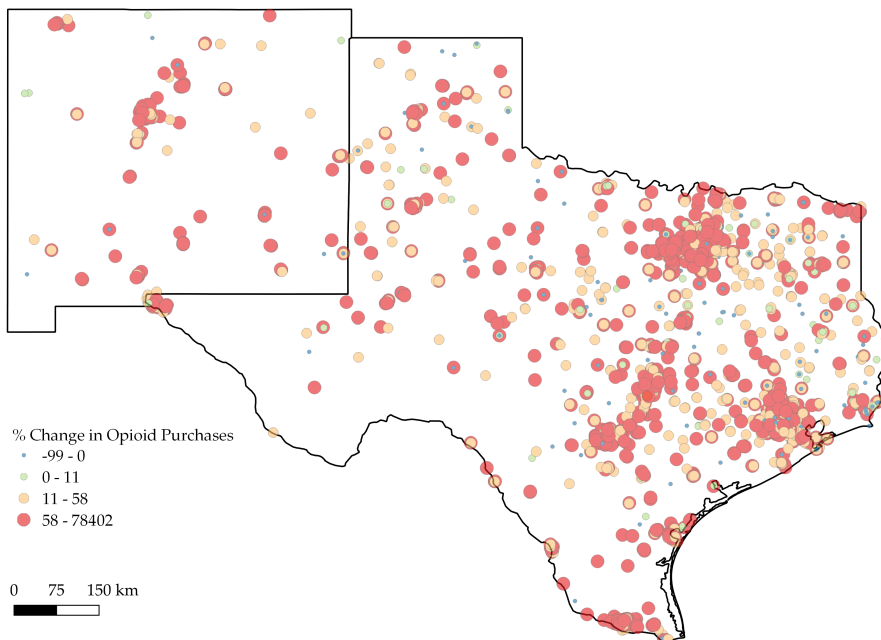 % Change in Opioid Purchases
-99 - 0
0 - 11
11 - 58
58 - 78402
0 75 150 km